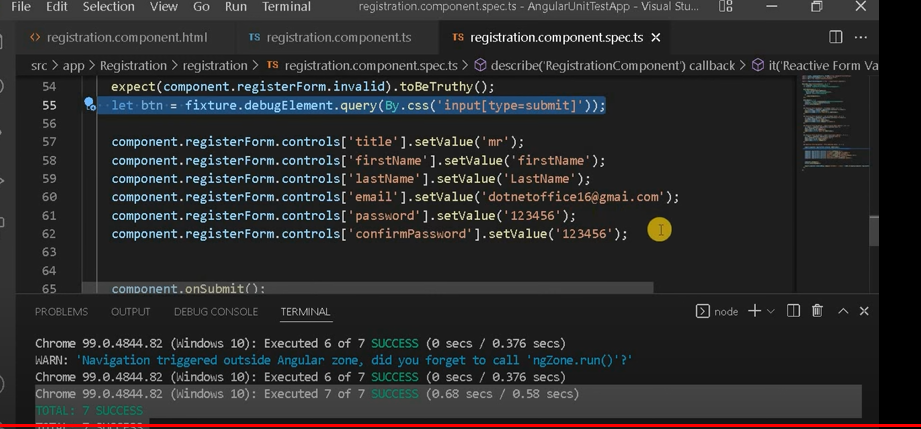 File Edit Selection View Go Run Terminal registration.component.spec.ts - AngularUnitTestApp - Visual Stu...
<> registration.component.html TS registration.component.ts TS registration.component.spec.ts
src > app > Registration > registration > TS registration.component.spec.ts > describe('RegistrationComponent') callback > it('Reactive Form Va
54 expect(component.registerForm.invalid).toBeTruthy();
55 let btn = fixture.debugElement.query(By.css('input[type=submit]'));
56
57 component.registerForm.controls['title'].setValue('mr');
58 component.registerForm.controls['firstName'].setValue('firstName');
59 component.registerForm.controls['lastName'].setValue('LastName');
60 component.registerForm.controls['email'].setValue('dotnetoffice16@gmai.com');
61 component.registerForm.controls['password'].setValue('123456');
62 component.registerForm.controls['confirmPassword'].setValue('123456');
63
64
65 component.onSubmit();
PROBLEMS OUTPUT DEBUG CONSOLE TERMINAL node
Chrome 99.0.4844.82 (Windows 10): Executed 6 of 7 SUCCESS (0 secs / 0.376 secs)
WARN: 'Navigation triggered outside Angular zone, did you forget to call 'ngZone.run()'?'
Chrome 99.0.4844.82 (Windows 10): Executed 6 of 7 SUCCESS (0 secs / 0.376 secs)
Chrome 99.0.4844.82 (Windows 10): Executed 7 of 7 SUCCESS (0.68 secs / 0.58 secs)
TOTAL: 7 SUCCESS
TOTAL: 7 SUCCESS